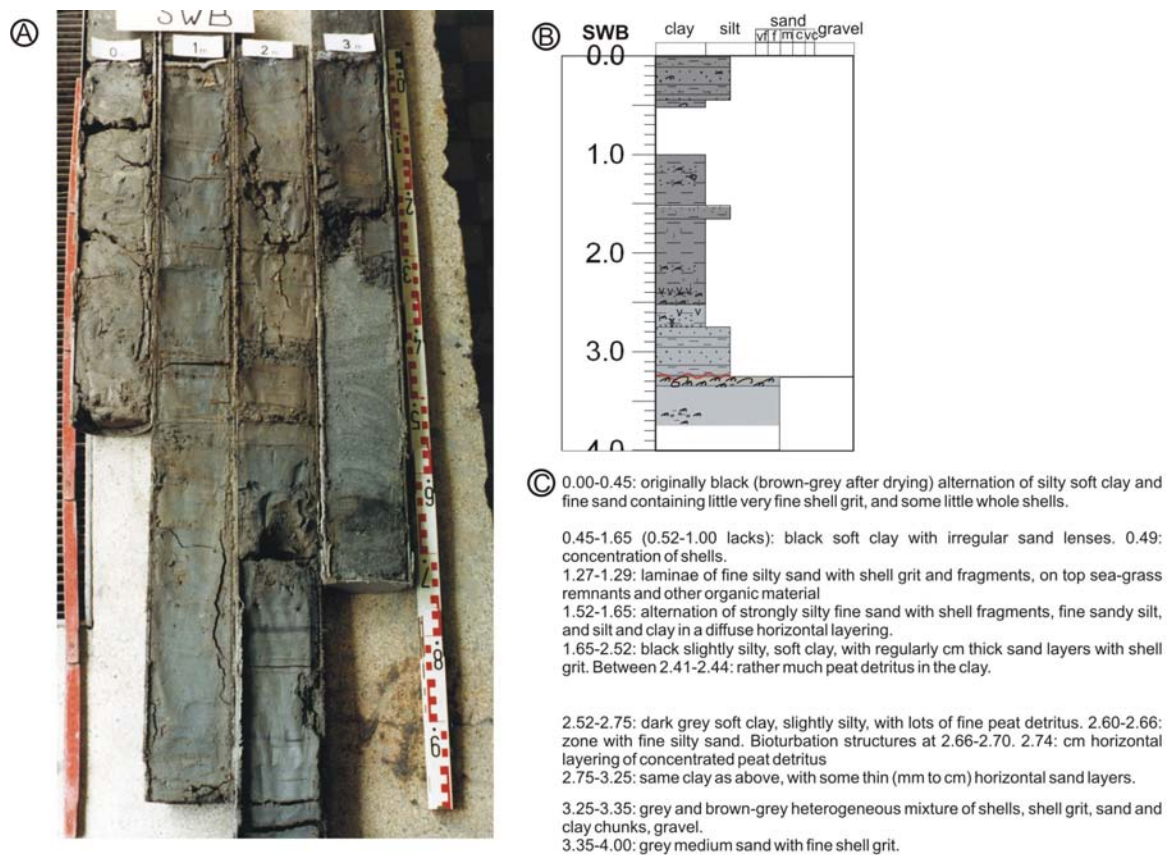 A
SWB
0
1 m
2 m
3 m
0
.1
.2
.3
.4
.5
.6
.7
.8
.9
B
SWB
clay silt sand gravel
vf f m c vc
0.0
1.0
2.0
3.0
4.0
C
0.00-0.45: originally black (brown-grey after drying) alternation of silty soft clay and
fine sand containing little very fine shell grit, and some little whole shells.
0.45-1.65 (0.52-1.00 lacks): black soft clay with irregular sand lenses. 0.49:
concentration of shells.
1.27-1.29: laminae of fine silty sand with shell grit and fragments, on top sea-grass
remnants and other organic material
1.52-1.65: alternation of strongly silty fine sand with shell fragments, fine sandy silt,
and silt and clay in a diffuse horizontal layering.
1.65-2.52: black slightly silty, soft clay, with regularly cm thick sand layers with shell
grit. Between 2.41-2.44: rather much peat detritus in the clay.
2.52-2.75: dark grey soft clay, slightly silty, with lots of fine peat detritus. 2.60-2.66:
zone with fine silty sand. Bioturbation structures at 2.66-2.70. 2.74: cm horizontal
layering of concentrated peat detritus
2.75-3.25: same clay as above, with some thin (mm to cm) horizontal sand layers.
3.25-3.35: grey and brown-grey heterogeneous mixture of shells, shell grit, sand and
clay chunks, gravel.
3.35-4.00: grey medium sand with fine shell grit.